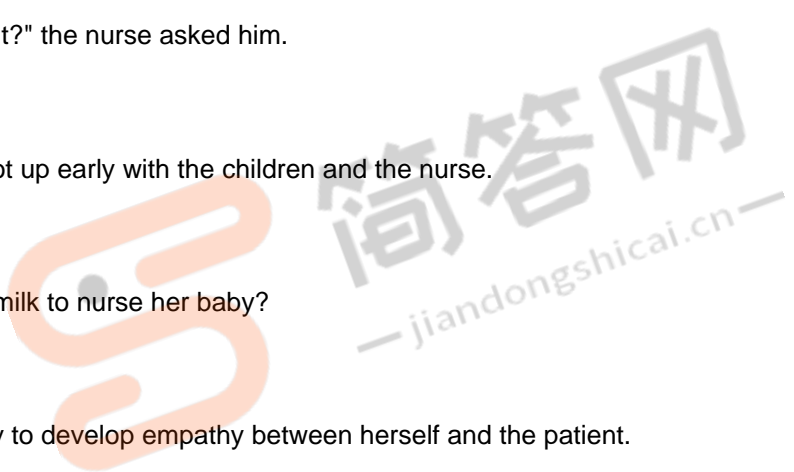 t?" the nurse asked him.
简答网
ot up early with the children and the nurse.
jiandongshicai.cn
milk to nurse her baby?
y to develop empathy between herself and the patient.